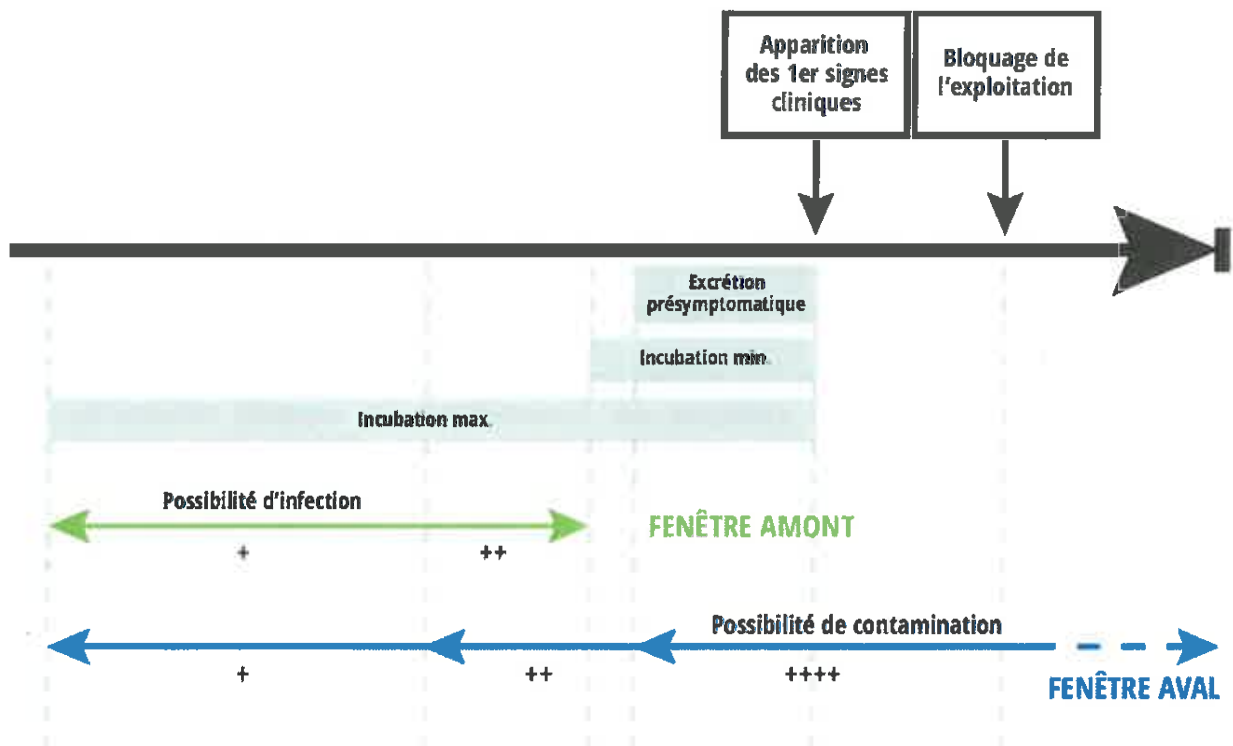 Apparition
des 1er signes
cliniques
Bloquage de
l'exploitation
Excrétion
présymptomatique
Incubation min.
Incubation max.
Possibilité d'infection
FENÊTRE AMONT
+
++
Possibilité de contamination
+
++
++++
FENÊTRE AVAL